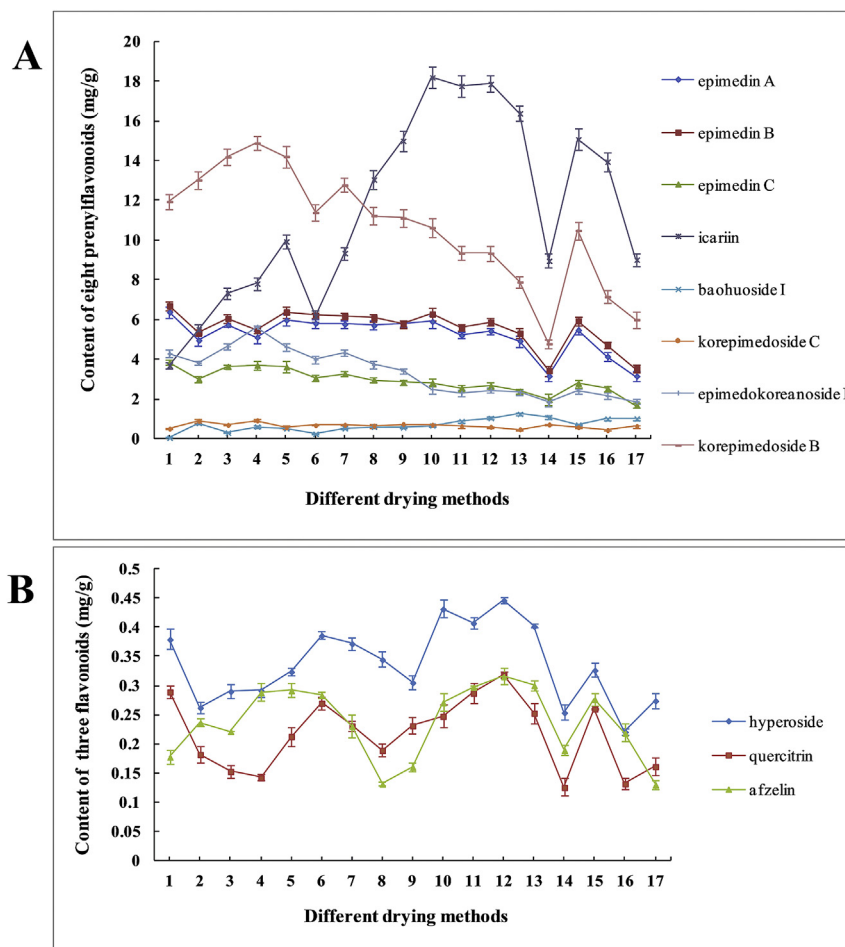 A
Content of eight prenylflavonoids (mg/g)
20
18
16
14
12
10
8
6
4
2
0
1 2 3 4 5 6 7 8 9 10 11 12 13 14 15 16 17
Different drying methods
epimedin A
epimedin B
epimedin C
icariin
baohuoside I
korepimedoside C
epimedokoreanoside I
korepimedoside B
B
Content of three flavonoids (mg/g)
0.5
0.45
0.4
0.35
0.3
0.25
0.2
0.15
0.1
0.05
0
1 2 3 4 5 6 7 8 9 10 11 12 13 14 15 16 17
Different drying methods
hyperoside
quercitrin
afzelin